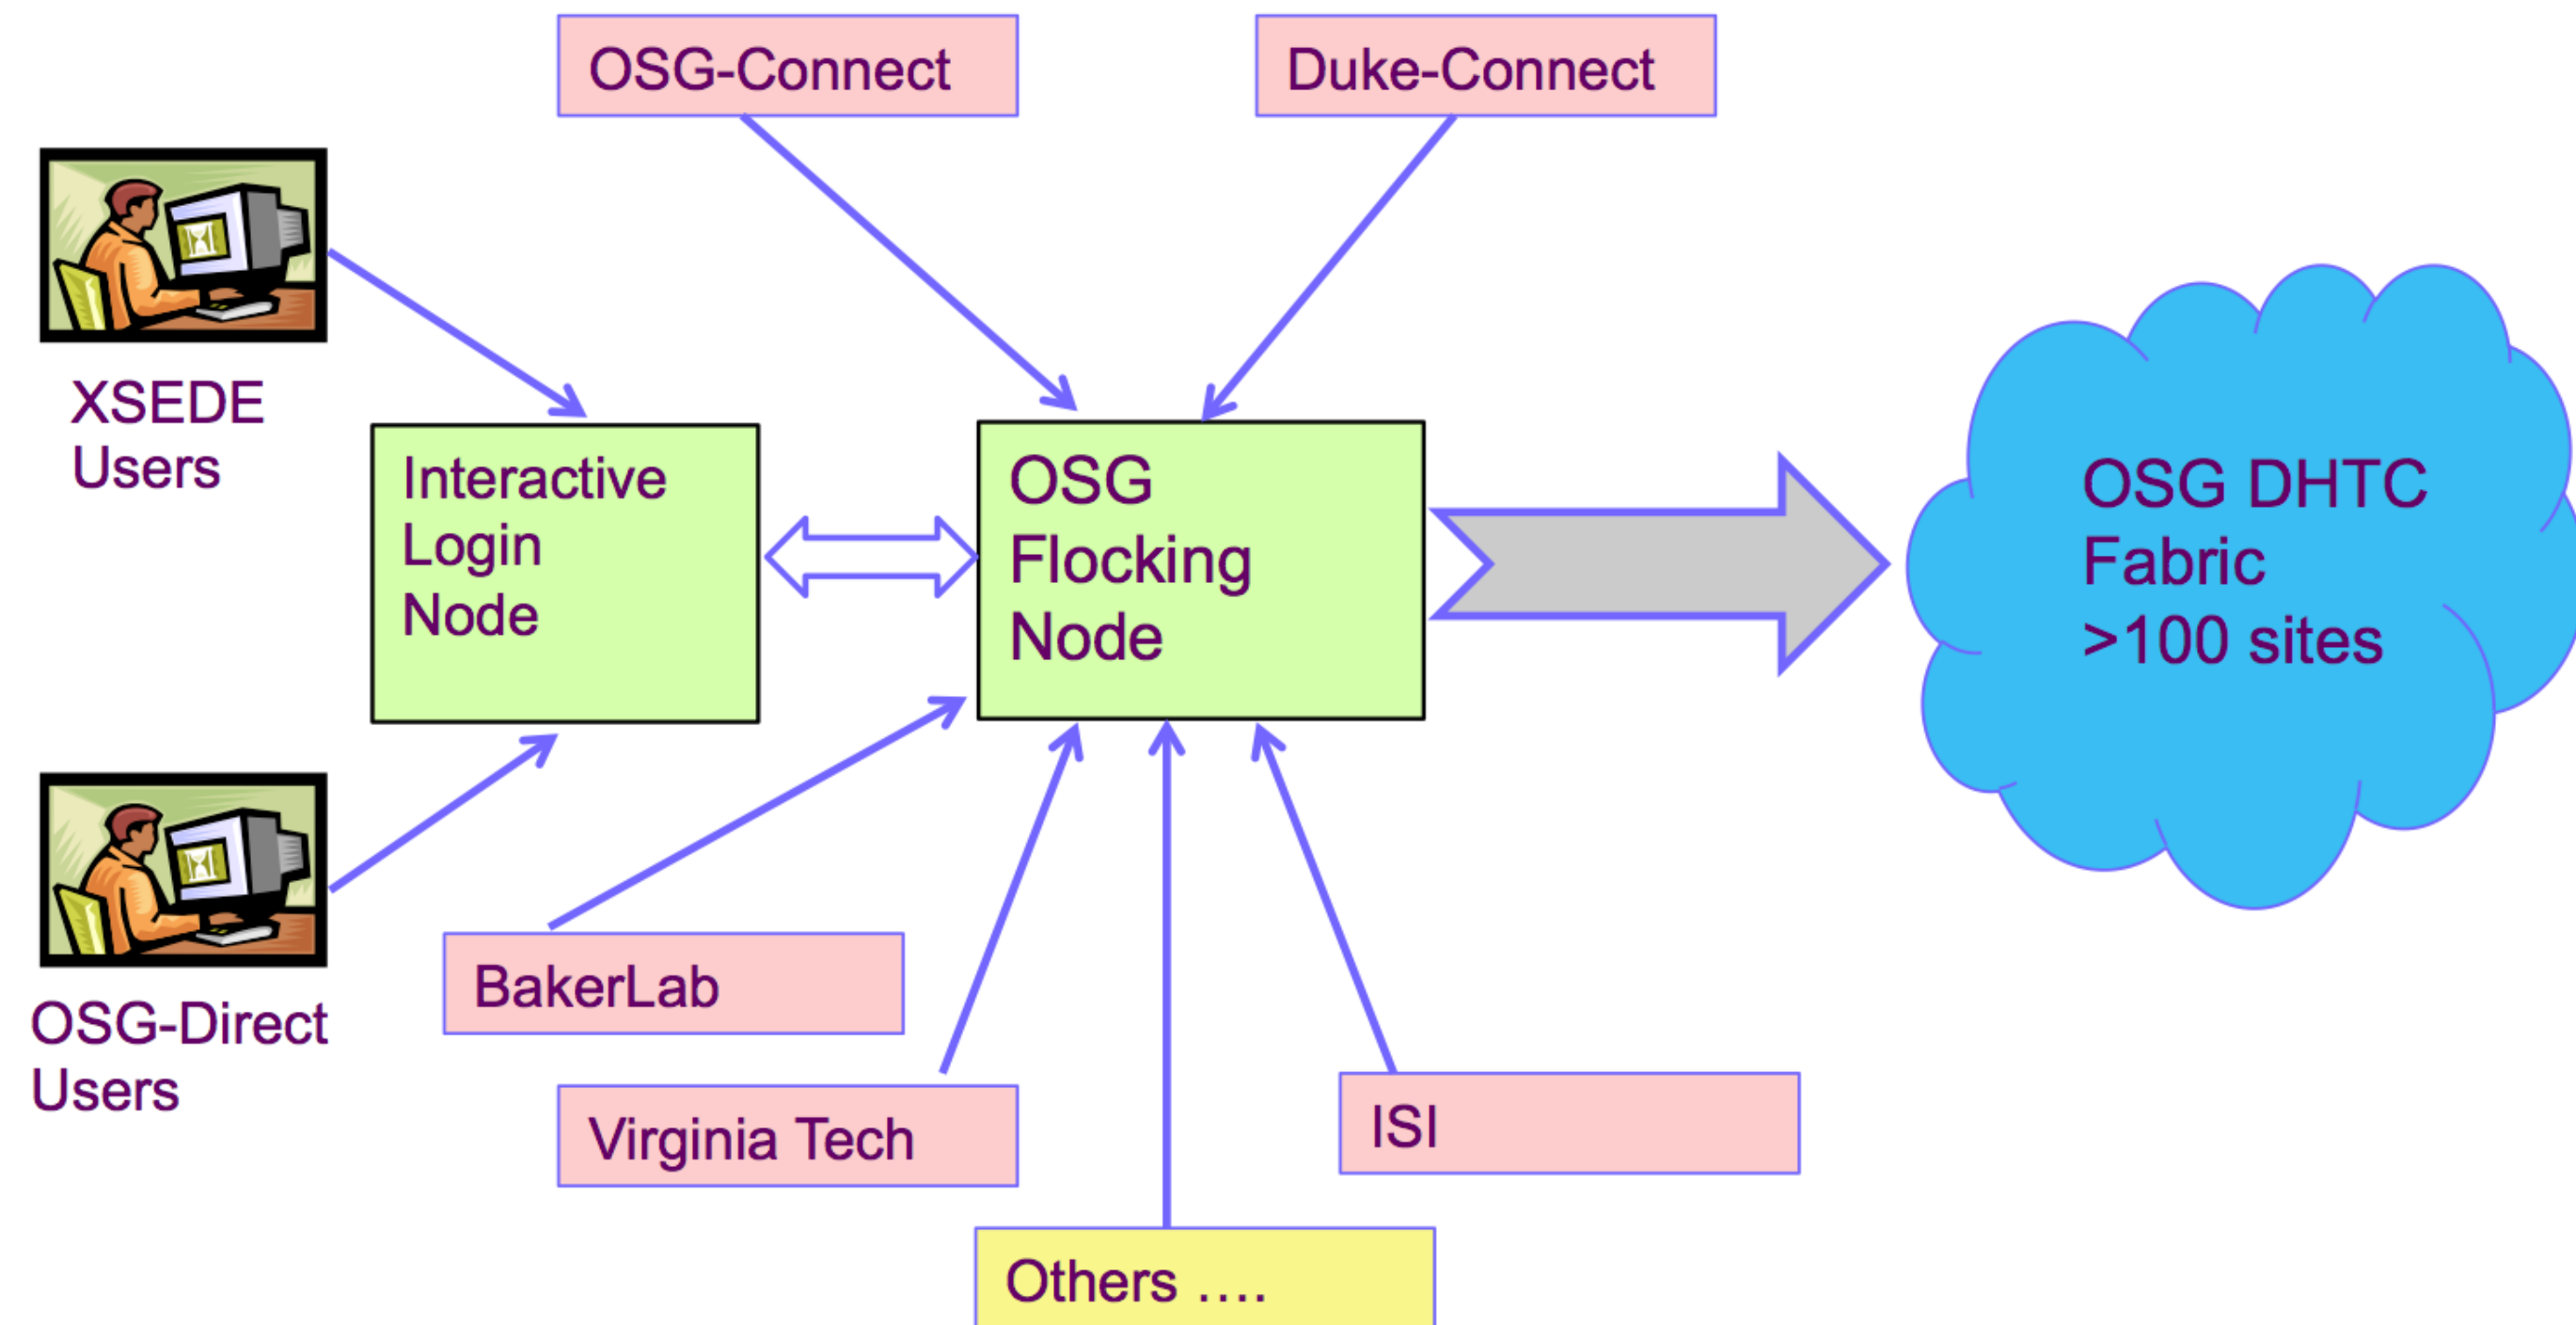 OSG-Connect
Duke-Connect
XSEDE
Users
Interactive
Login
Node
OSG
Flocking
Node
OSG DHTC
Fabric
>100 sites
OSG-Direct
Users
BakerLab
Virginia Tech
ISI
Others ....